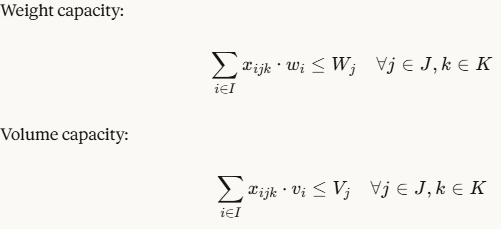 Weight capacity:
∑_{i∈I} x_{ijk} · w_i ≤ W_j ∀j ∈ J, k ∈ K
Volume capacity:
∑_{i∈I} x_{ijk} · v_i ≤ V_j ∀j ∈ J, k ∈ K